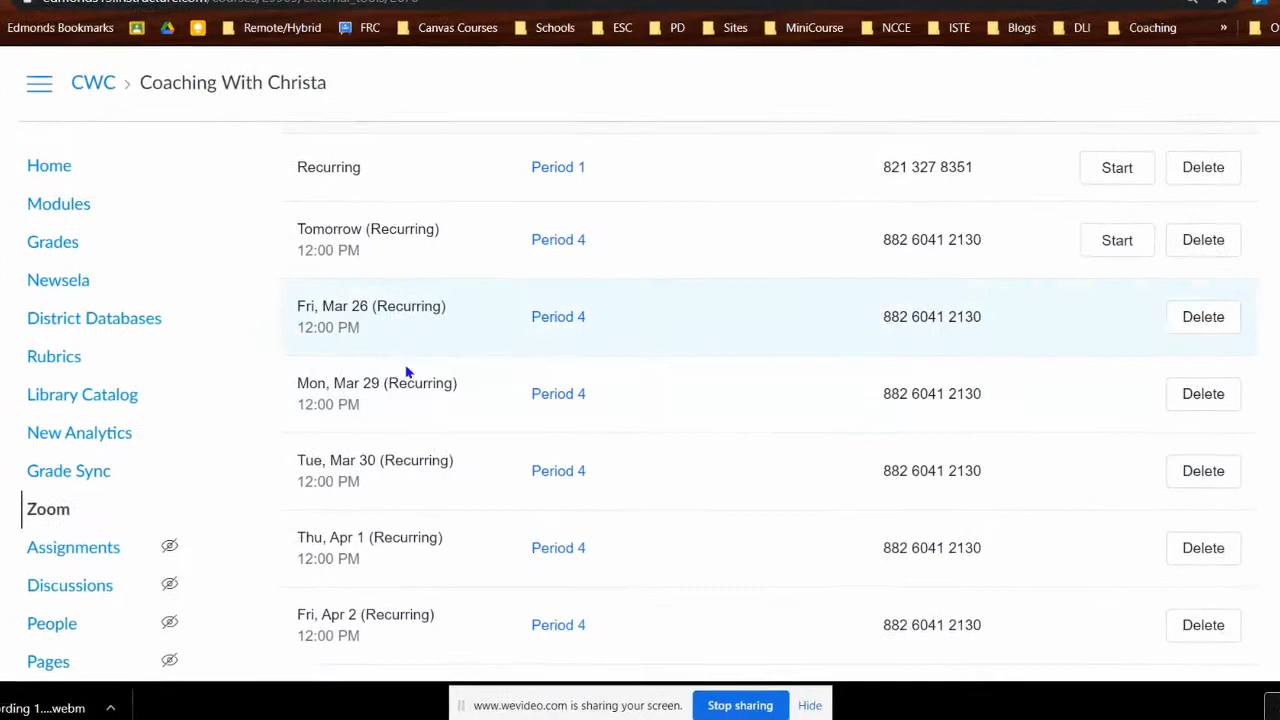 Edmonds Bookmarks Remote/Hybrid FRC Canvas Courses Schools ESC PD Sites MiniCourse NCCE ISTE Blogs DLI Coaching » O
CWC › Coaching With Christa
Home
Modules
Grades
Newsela
District Databases
Rubrics
Library Catalog
New Analytics
Grade Sync
Zoom
Assignments
Discussions
People
Pages
Recurring Period 1 821 327 8351 Start Delete
Tomorrow (Recurring)
12:00 PM
Period 4 882 6041 2130 Start Delete
Fri, Mar 26 (Recurring)
12:00 PM
Period 4 882 6041 2130 Delete
Mon, Mar 29 (Recurring)
12:00 PM
Period 4 882 6041 2130 Delete
Tue, Mar 30 (Recurring)
12:00 PM
Period 4 882 6041 2130 Delete
Thu, Apr 1 (Recurring)
12:00 PM
Period 4 882 6041 2130 Delete
Fri, Apr 2 (Recurring)
12:00 PM
Period 4 882 6041 2130 Delete
ording 1....webm
www.wevideo.com is sharing your screen. Stop sharing Hide